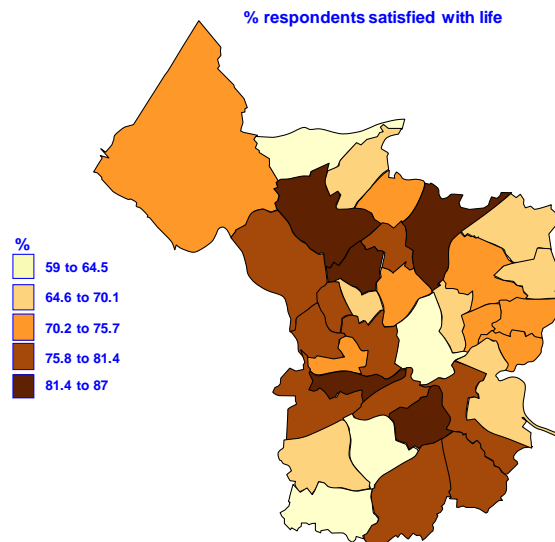 % respondents satisfied with life
%
59 to 64.5
64.6 to 70.1
70.2 to 75.7
75.8 to 81.4
81.4 to 87